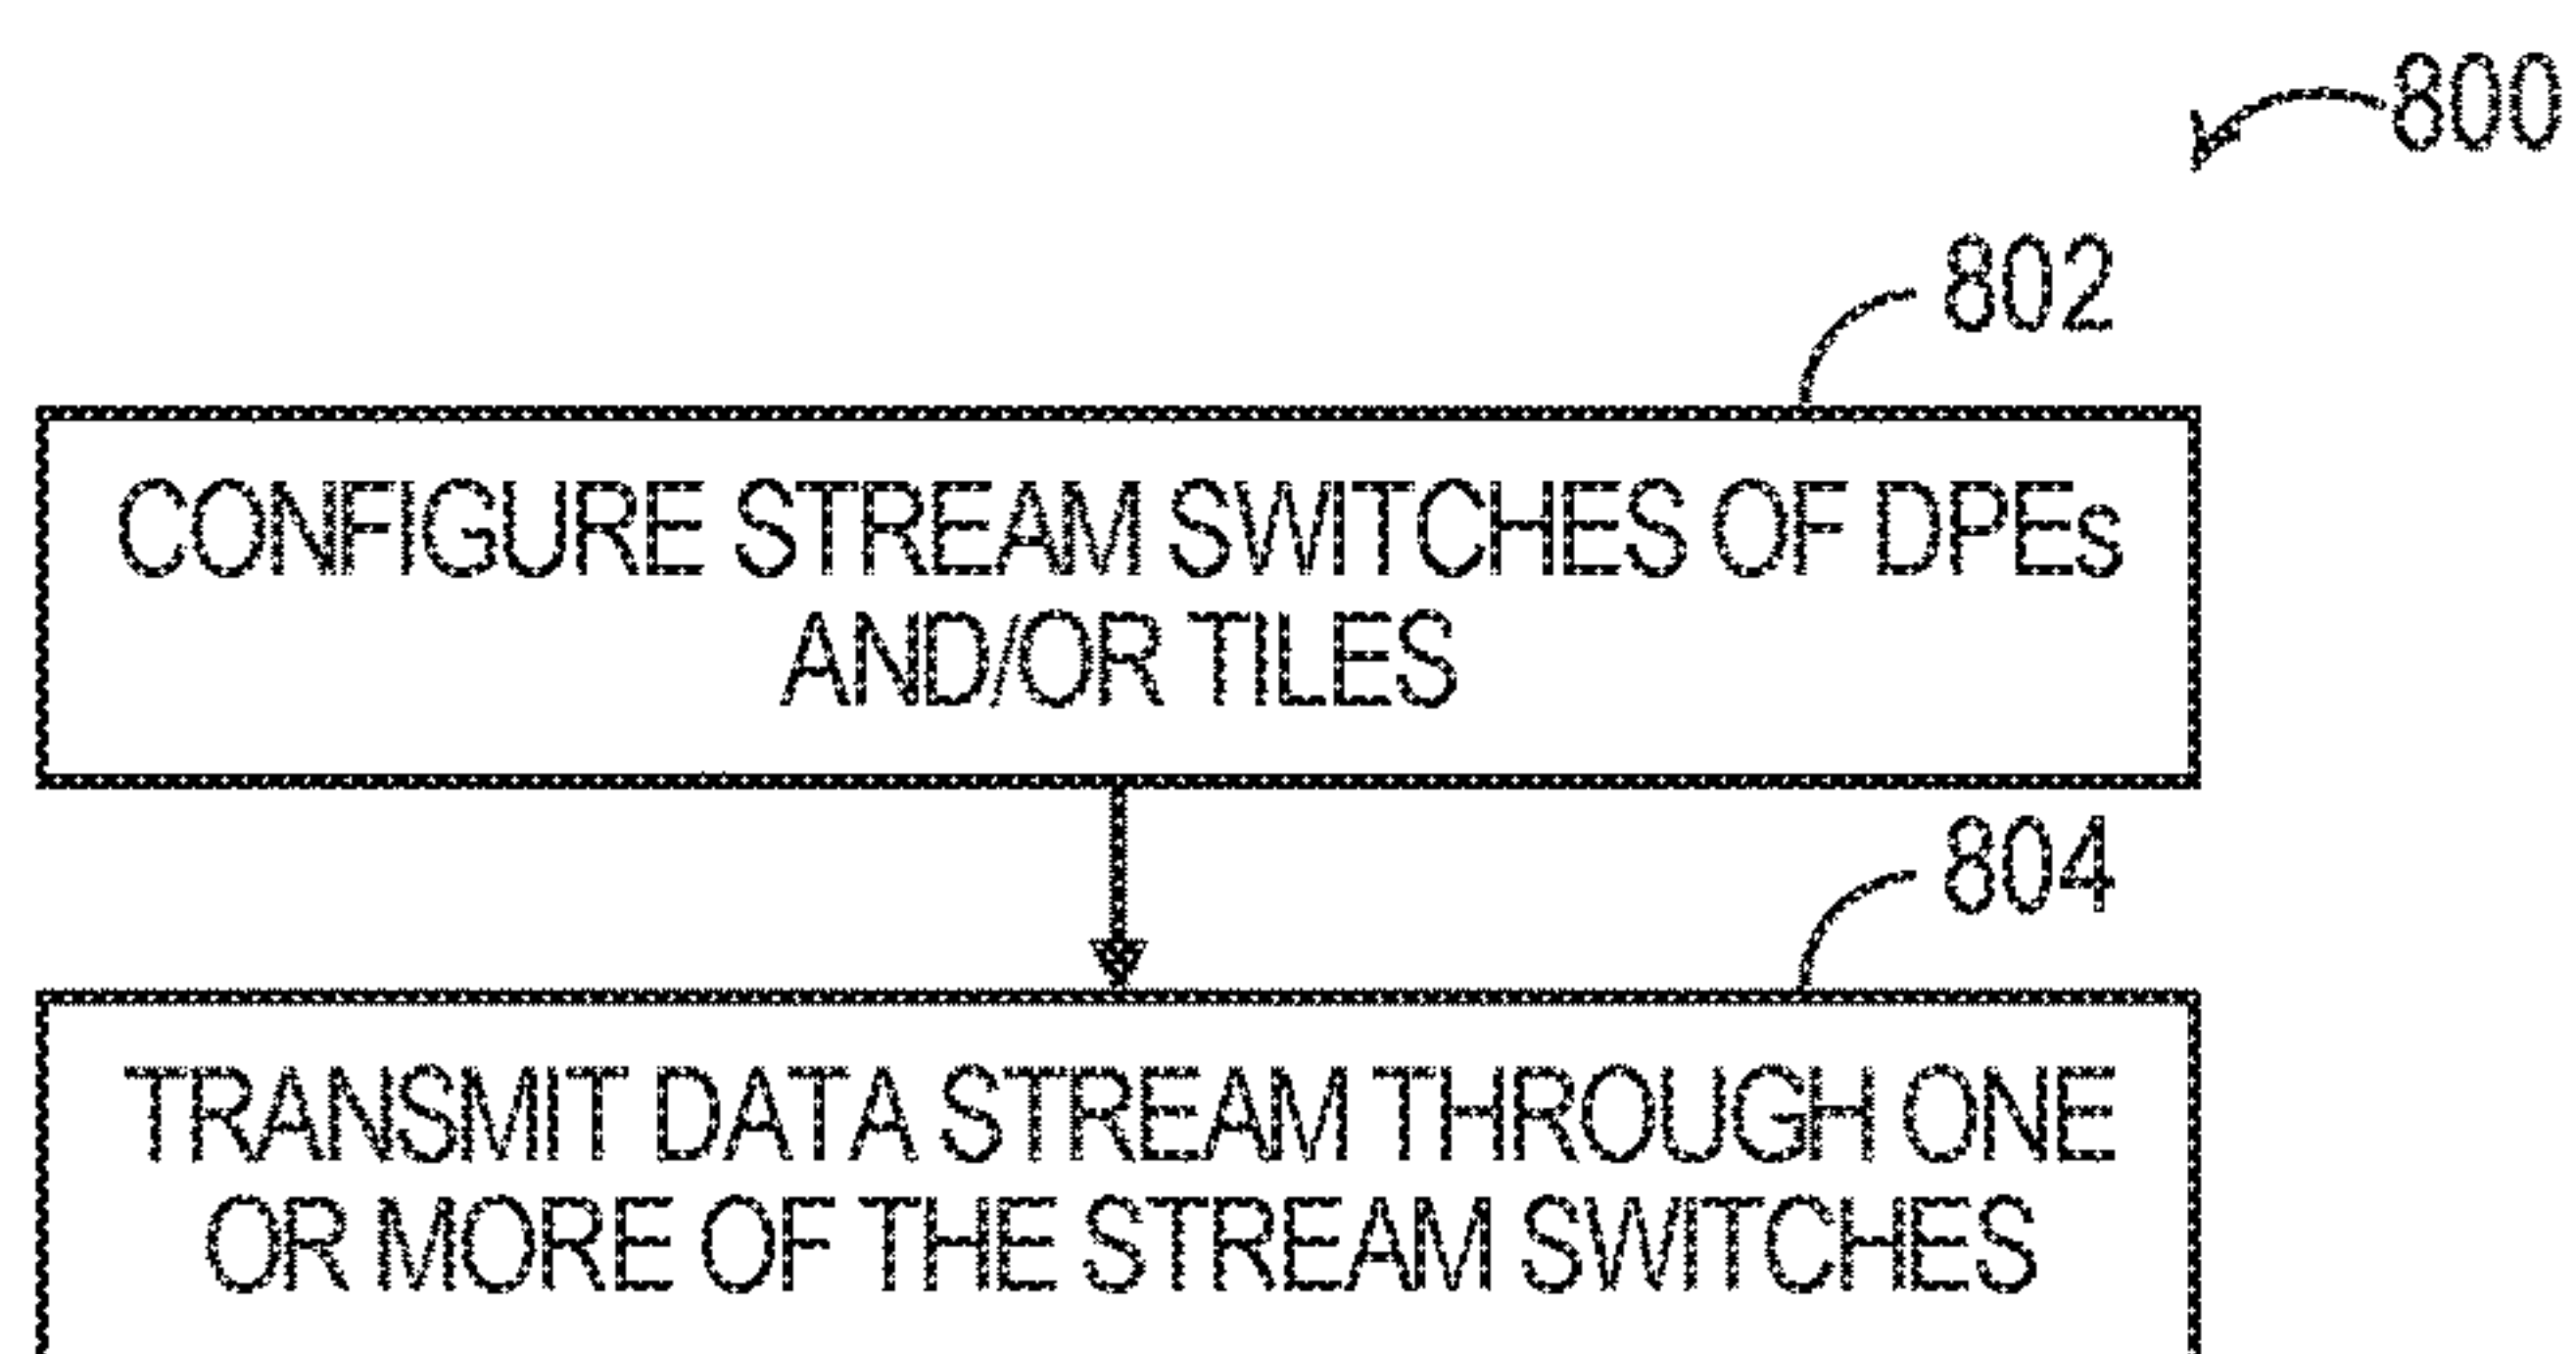 800
802
CONFIGURE STREAM SWITCHES OF DPEs
AND/OR TILES
804
TRANSMIT DATA STREAM THROUGH ONE
OR MORE OF THE STREAM SWITCHES